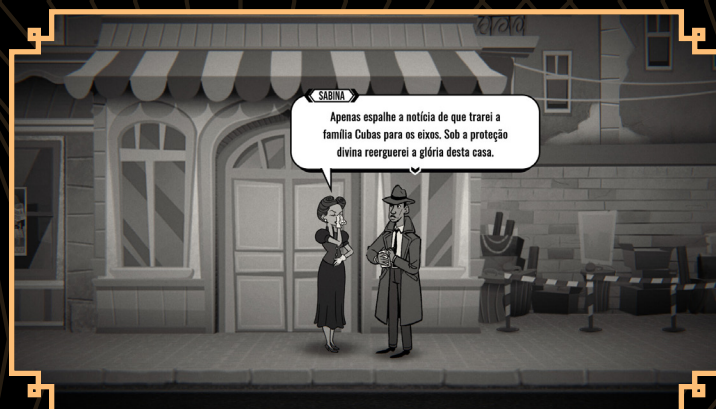 SABINA
Apenas espalhe a notícia de que trarei a
família Cubas para os eixos. Sob a proteção
divina reerguerei a glória desta casa.